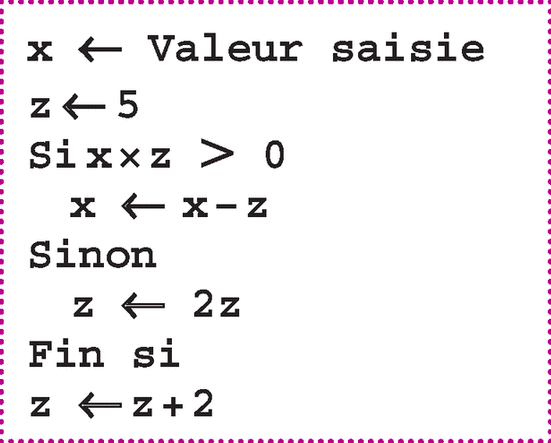 x ← Valeur saisie
z ← 5
Si x×z > 0
x ← x-z
Sinon
z ← 2z
Fin si
z ← z+2